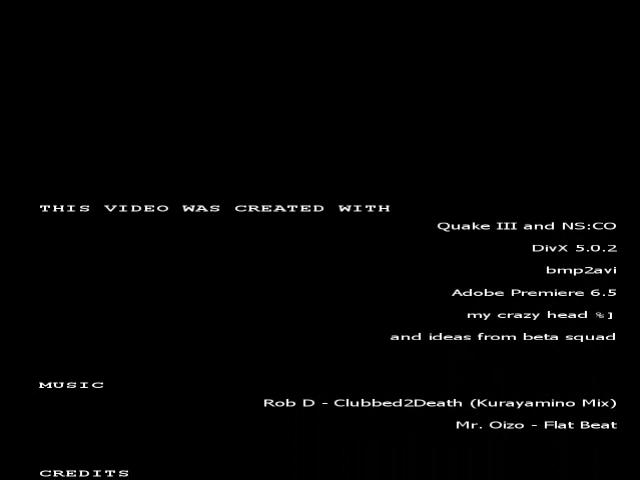 THIS VIDEO WAS CREATED WITH
Quake III and NS:CO
DivX 5.0.2
bmp2avi
Adobe Premiere 6.5
my crazy head %]
and ideas from beta squad
MUSIC
Rob D - Clubbed2Death (Kurayamino Mix)
Mr. Oizo - Flat Beat
CREDITS